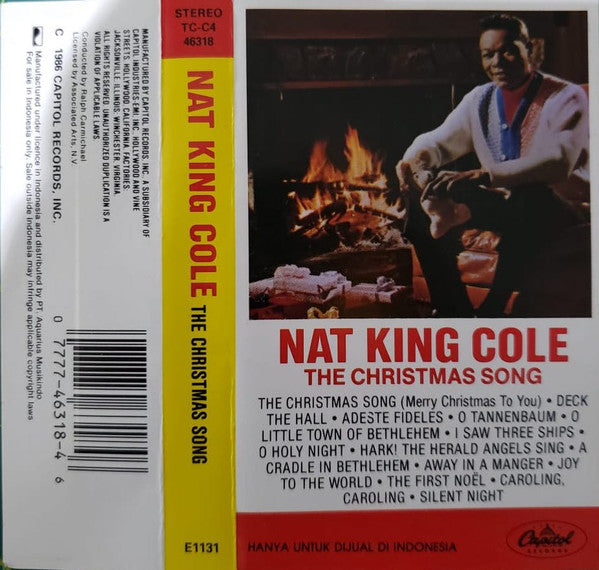 Manufactured under licence in Indonesia and distributed by PT. Aquarius Musikindo
For sale in Indonesia only. Sale outside Indonesia may infringe applicable copyright laws
C 1986 CAPITOL RECORDS, INC.
0 7777-46318-4 6
MANUFACTURED BY CAPITOL RECORDS, INC. A SUBSIDIARY OF
CAPITOL INDUSTRIES-EMI, INC. HOLLYWOOD AND VINE
STREETS, HOLLYWOOD, CALIFORNIA. FACTORIES:
JACKSONVILLE, ILLINOIS, WINCHESTER, VIRGINIA
ALL RIGHTS RESERVED. UNAUTHORIZED DUPLICATION IS A
VIOLATION OF APPLICABLE LAWS.
Conducted by Ralph Carmichael
Licensed by Associated Arts, N.V.
STEREO
TC-C4
46318
NAT KING COLE THE CHRISTMAS SONG
E1131
NAT KING COLE
THE CHRISTMAS SONG
THE CHRISTMAS SONG (Merry Christmas To You) • DECK
THE HALL • ADESTE FIDELES • O TANNENBAUM • O
LITTLE TOWN OF BETHLEHEM • I SAW THREE SHIPS •
O HOLY NIGHT • HARK! THE HERALD ANGELS SING • A
CRADLE IN BETHLEHEM • AWAY IN A MANGER • JOY
TO THE WORLD • THE FIRST NOËL • CAROLING,
CAROLING • SILENT NIGHT
HANYA UNTUK DIJUAL DI INDONESIA
Capitol
RECORDS